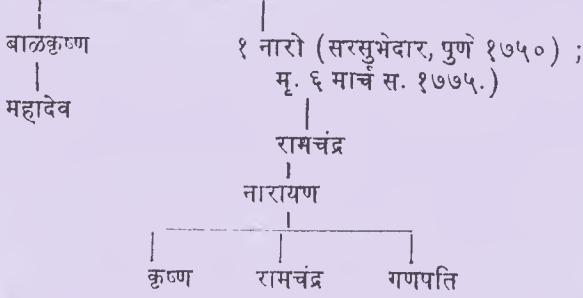 बाळकृष्ण
१ नारो (सरसुभेदार, पुणें १७५०) ;
मृ. ६ मार्च स. १७७५.)
महादेव
रामचंद्र
नारायण
कृष्ण रामचंद्र गणपति